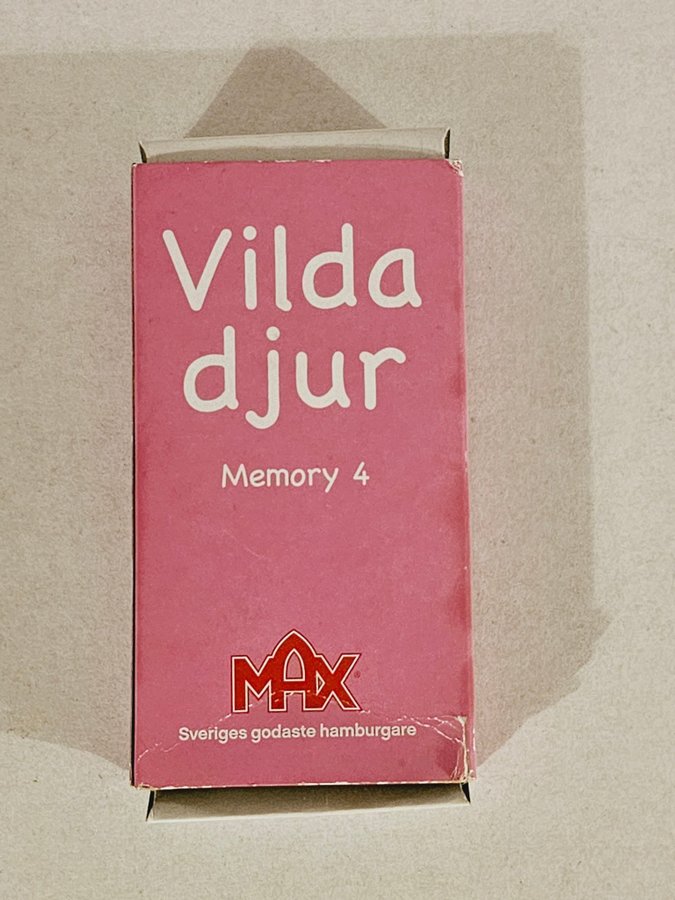 Vilda
djur
Memory 4
MAX®
Sveriges godaste hamburgare